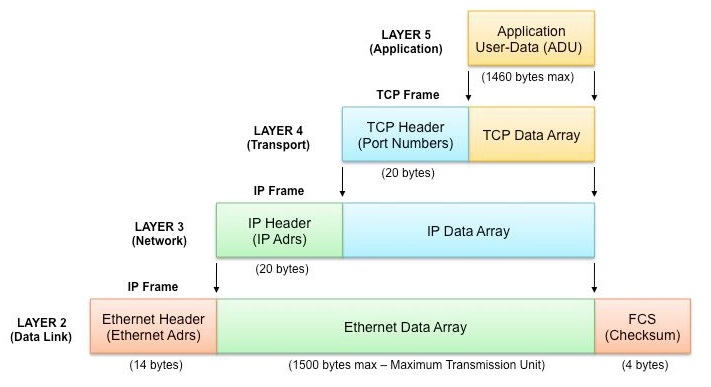 LAYER 5
(Application)
Application
User-Data (ADU)
(1460 bytes max)
TCP Frame
LAYER 4
(Transport)
TCP Header
(Port Numbers)
TCP Data Array
(20 bytes)
IP Frame
LAYER 3
(Network)
IP Header
(IP Adrs)
IP Data Array
(20 bytes)
IP Frame
LAYER 2
(Data Link)
Ethernet Header
(Ethernet Adrs)
Ethernet Data Array
FCS
(Checksum)
(14 bytes)
(1500 bytes max – Maximum Transmission Unit)
(4 bytes)